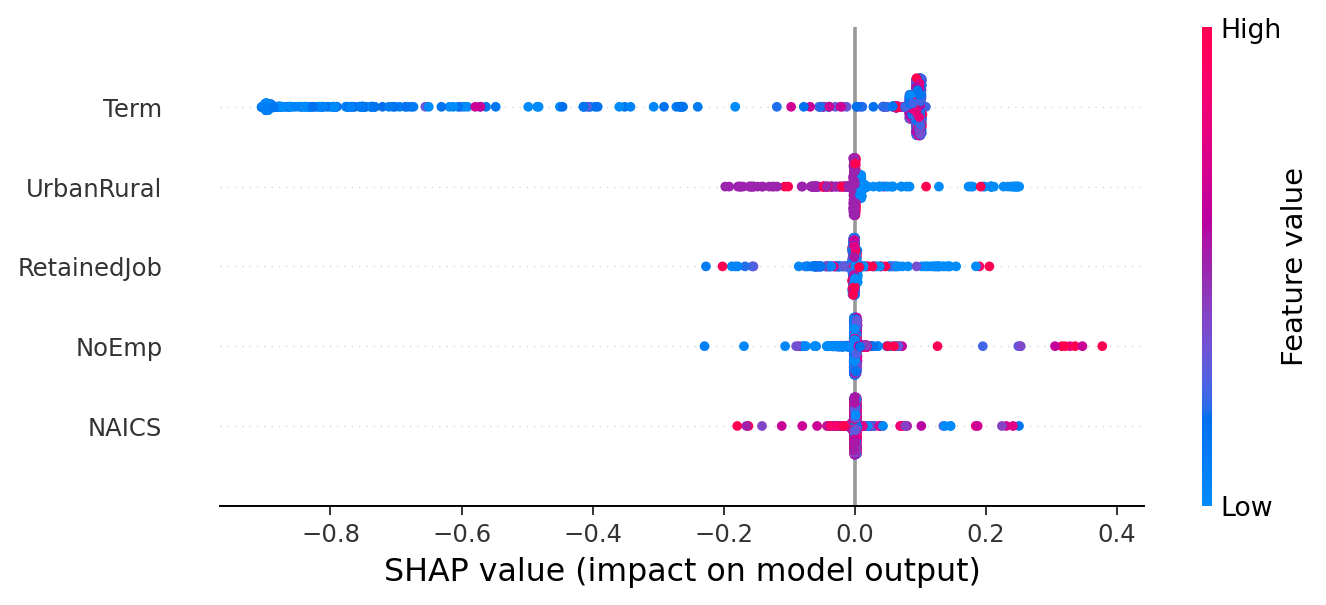 High
Term
UrbanRural
RetainedJob
NoEmp
NAICS
Feature value
Low
−0.8 −0.6 −0.4 −0.2 0.0 0.2 0.4
SHAP value (impact on model output)